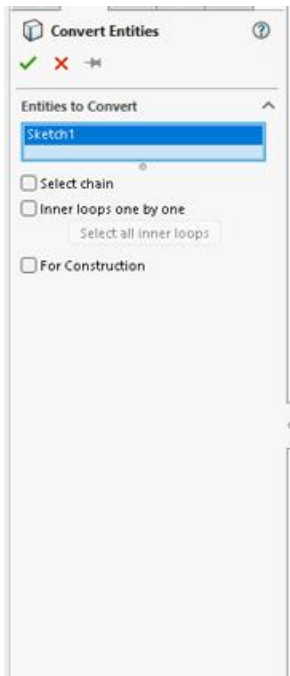 Convert Entities
Entities to Convert
Sketch1
Select chain
Inner loops one by one
Select all inner loops
For Construction